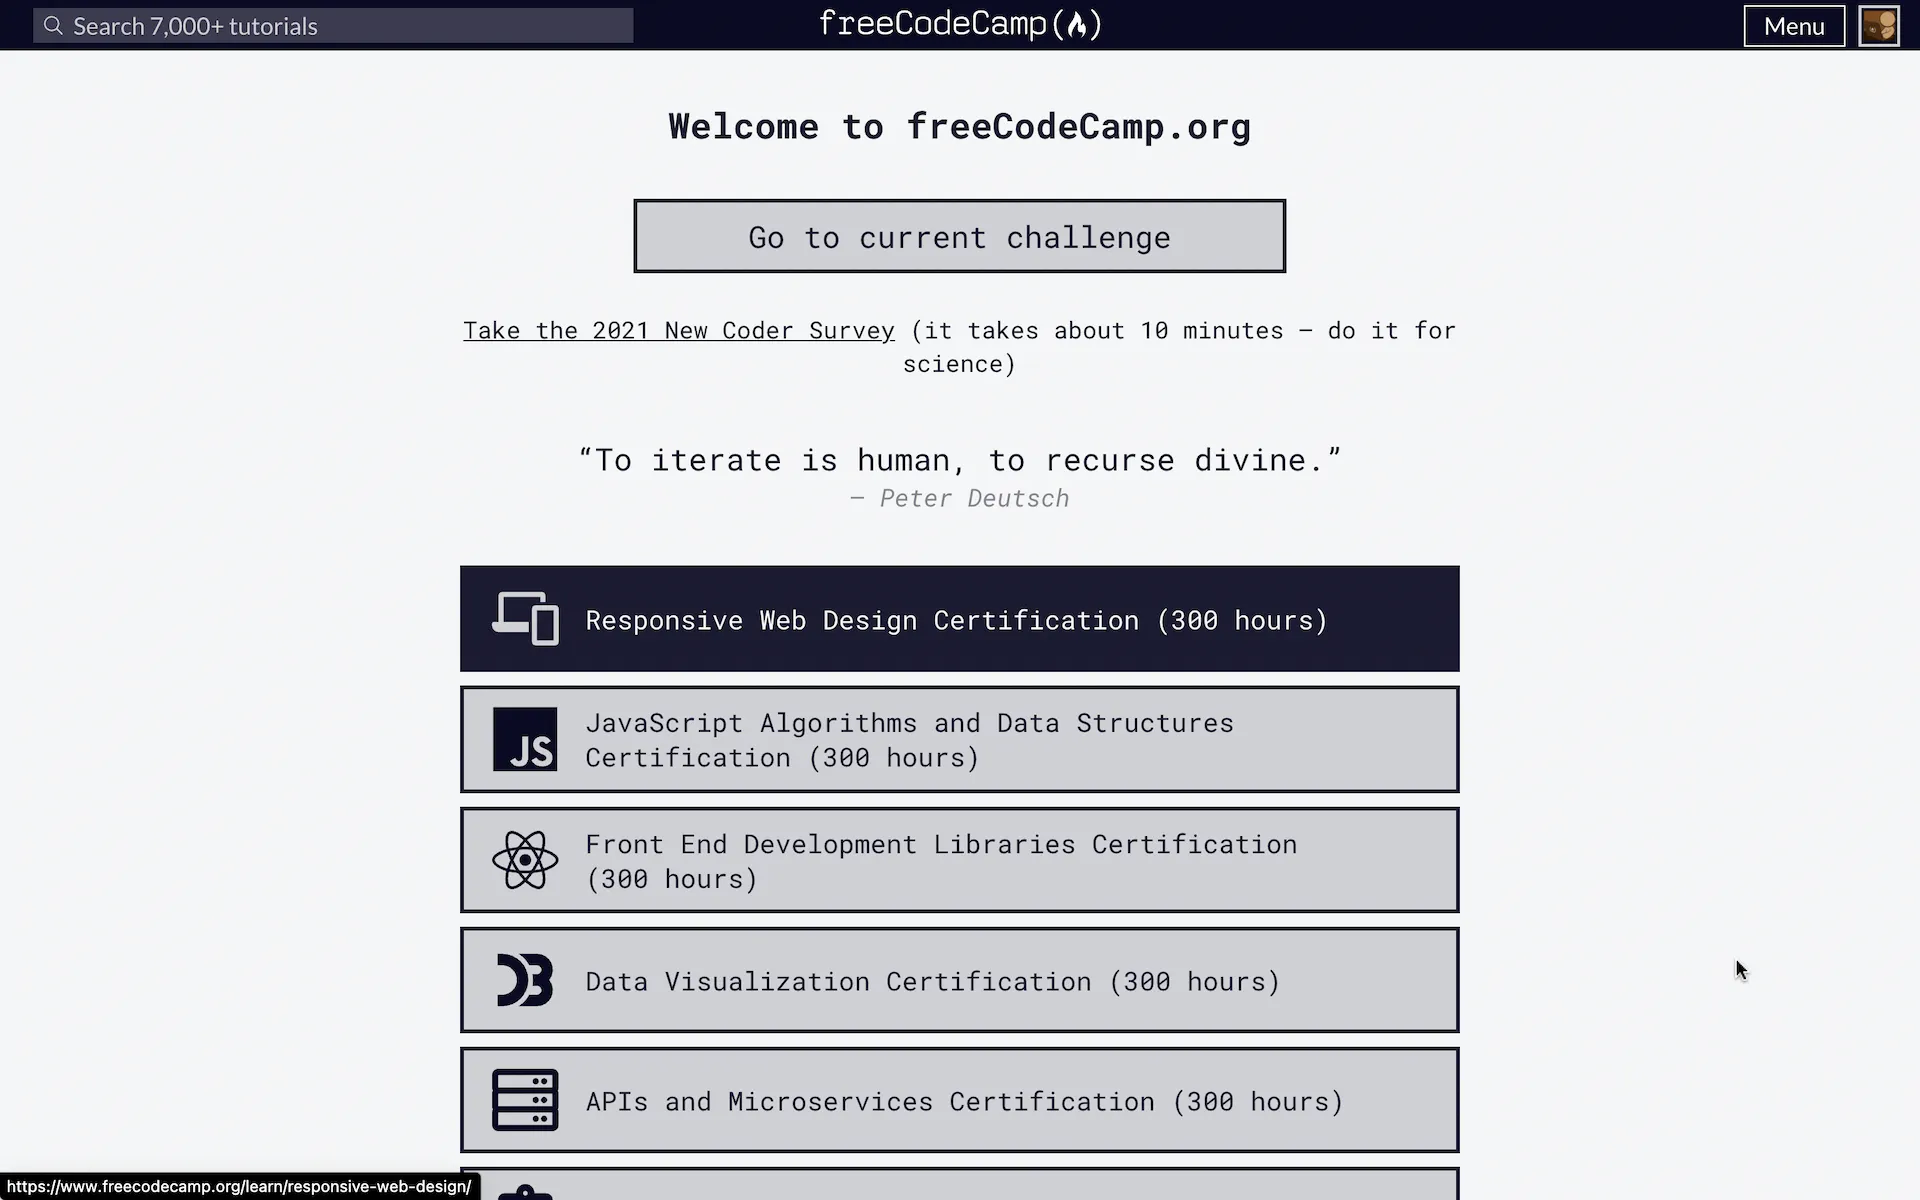 Search 7,000+ tutorials
freeCodeCamp
Menu
Welcome to freeCodeCamp.org
Go to current challenge
Take the 2021 New Coder Survey (it takes about 10 minutes – do it for
science)
“To iterate is human, to recurse divine.”
– Peter Deutsch
Responsive Web Design Certification (300 hours)
JS
JavaScript Algorithms and Data Structures
Certification (300 hours)
Front End Development Libraries Certification
(300 hours)
Data Visualization Certification (300 hours)
APIs and Microservices Certification (300 hours)
https://www.freecodecamp.org/learn/responsive-web-design/